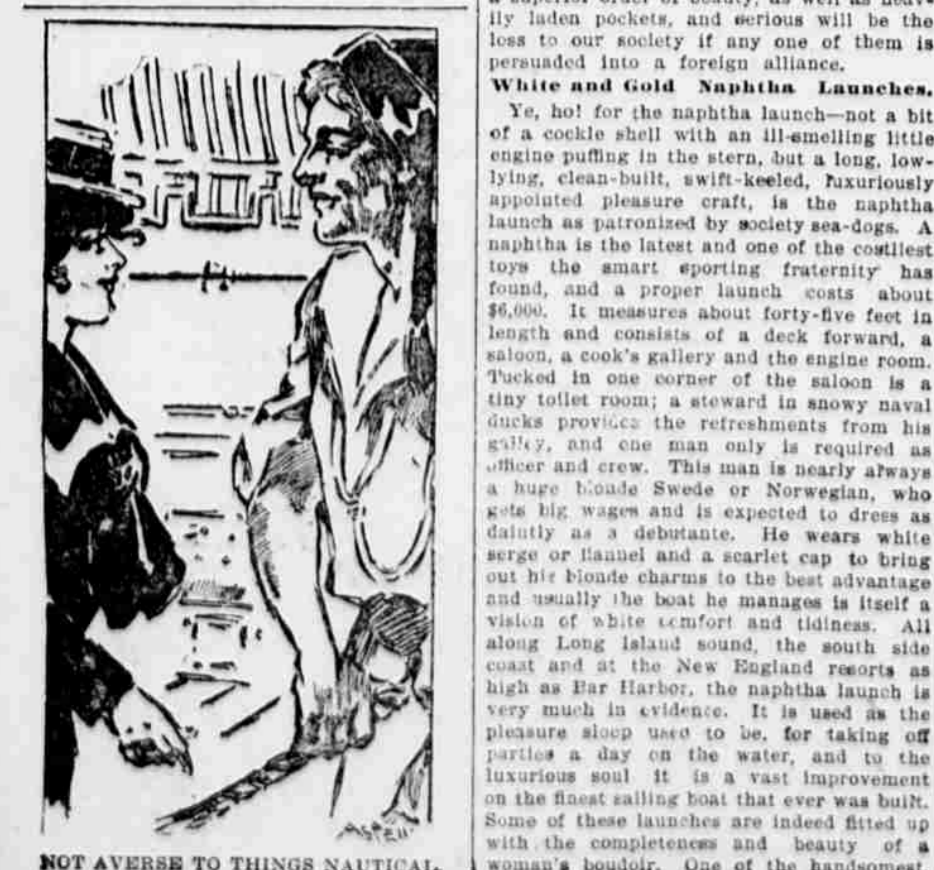 ASPELL
NOT AVERSE TO THINGS NAUTICAL.
a superior order of beauty, as well as heav-
ily laden pockets, and serious will be the
loss to our society if any one of them is
persuaded into a foreign alliance.
White and Gold Naphtha Launches.
Ye, ho! for the naphtha launch—not a bit
of a cockle shell with an ill-smelling little
engine puffing in the stern, but a long, low-
lying, clean-built, swift-keeled, luxuriously
appointed pleasure craft, is the naphtha
launch as patronized by society sea-dogs. A
naphtha is the latest and one of the costliest
toys the smart sporting fraternity has
found, and a proper launch costs about
$6,000. It measures about forty-five feet in
length and consists of a deck forward, a
saloon, a cook's gallery and the engine room.
Tucked in one corner of the saloon is a
tiny toilet room; a steward in snowy naval
ducks provides the refreshments from his
galley, and one man only is required as
officer and crew. This man is nearly always
a huge blonde Swede or Norwegian, who
gets big wages and is expected to dress as
daintly as a debutante. He wears white
serge or flannel and a scarlet cap to bring
out his blonde charms to the best advantage
and usually the boat he manages is itself a
vision of white comfort and tidiness. All
along Long Island sound, the south side
coast and at the New England resorts as
high as Bar Harbor, the naphtha launch is
very much in evidence. It is used as the
pleasure sloop used to be, for taking off
parties a day on the water, and to the
luxurious soul it is a vast improvement
on the finest sailing boat that ever was built.
Some of these launches are indeed fitted up
with the completeness and beauty of a
woman's boudoir. One of the handsomest